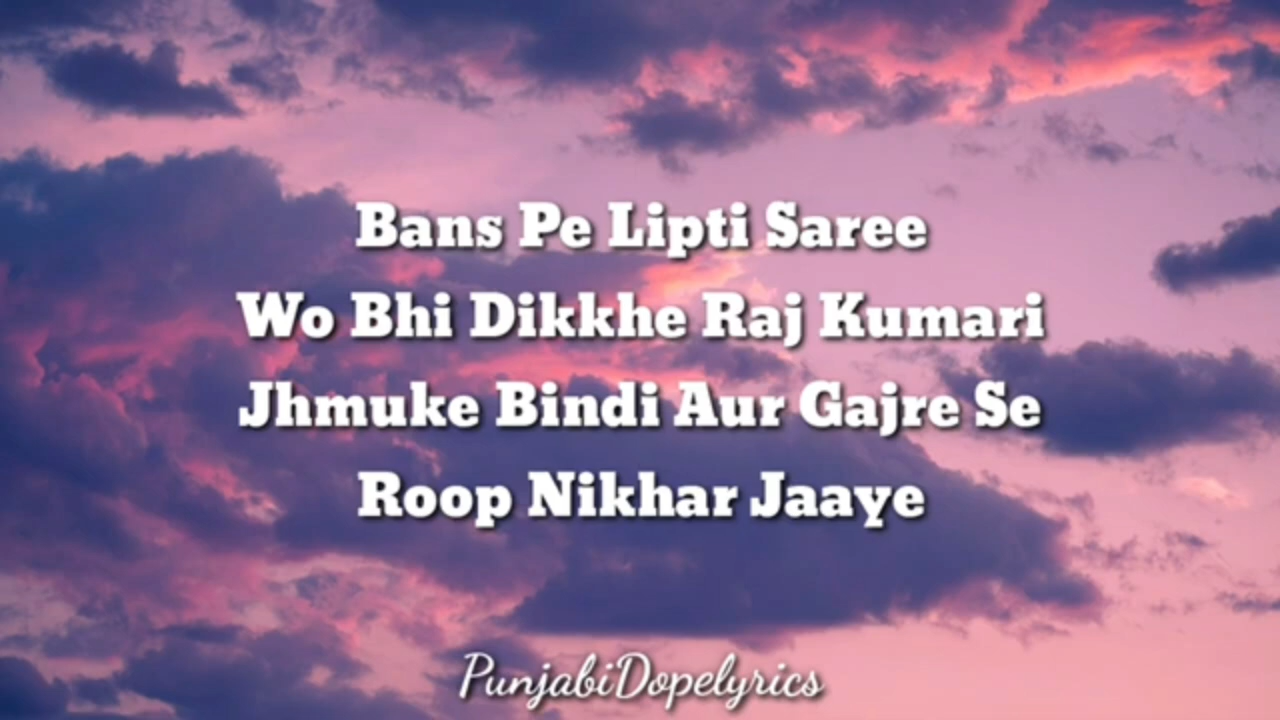 Bans Pe Lipti Saree
Wo Bhi Dikkhe Raj Kumari
Jhmuke Bindi Aur Gajre Se
Roop Nikhar Jaaye
PunjabiDopelyrics